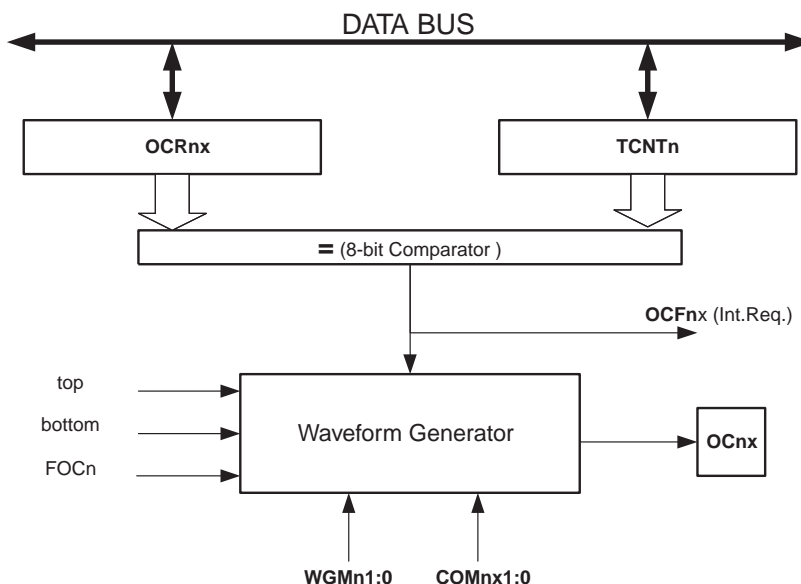 DATA BUS
OCRnx
TCNTn
= (8-bit Comparator )
OCFnx (Int.Req.)
top
bottom
FOCn
Waveform Generator
OCnx
WGMn1:0
COMnx1:0